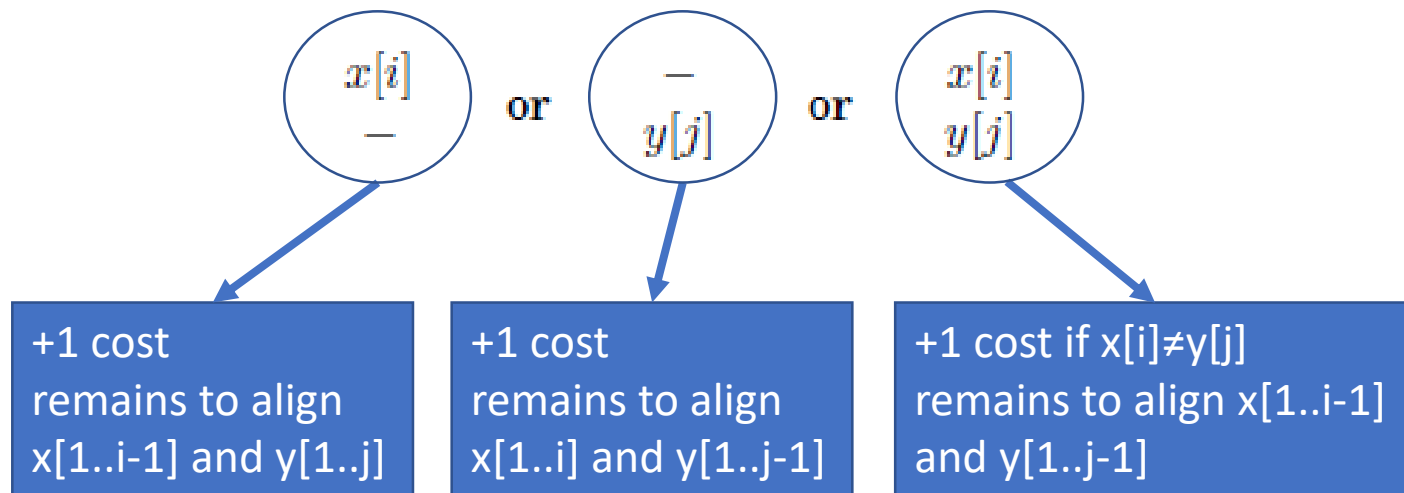 x[i]
–
or
–
y[j]
or
x[i]
y[j]
+1 cost
remains to align
x[1..i-1] and y[1..j]
+1 cost
remains to align
x[1..i] and y[1..j-1]
+1 cost if x[i]≠y[j]
remains to align x[1..i-1]
and y[1..j-1]